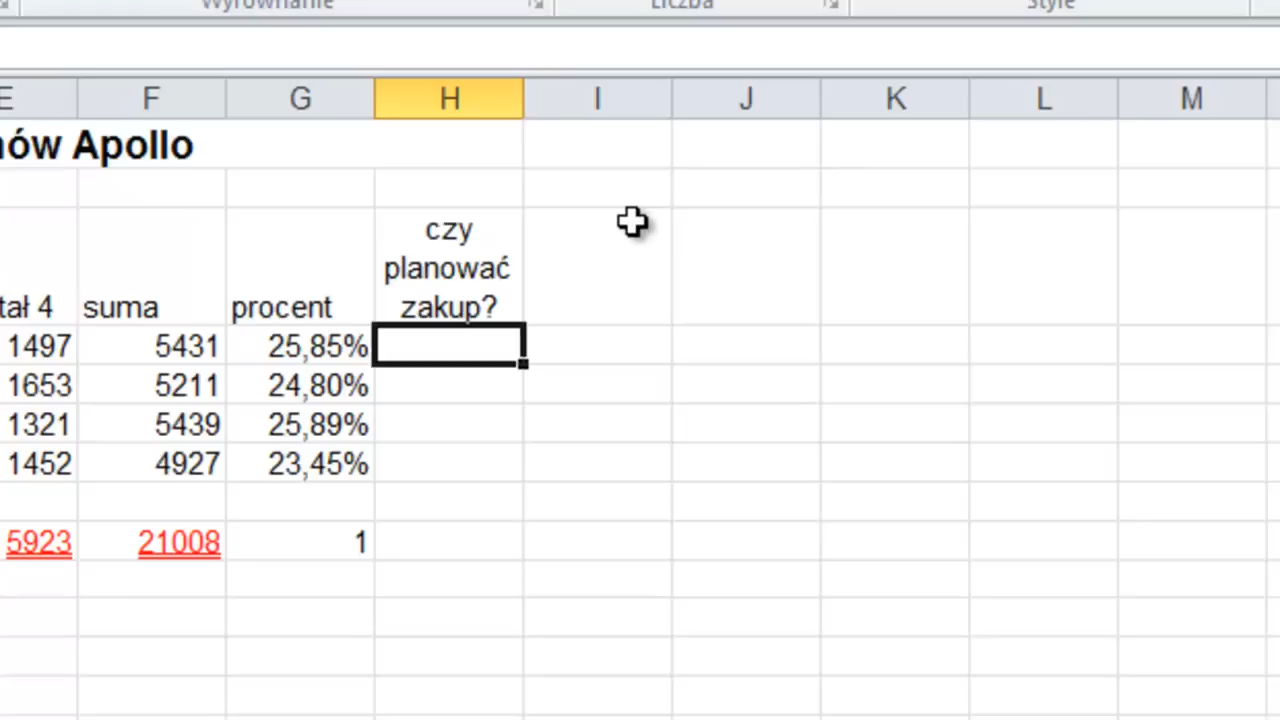 Wyrównanie Liczba Style
E F G H I J K L M
nów Apollo
czy
planować
tał 4 suma procent zakup?
1497 5431 25,85%
1653 5211 24,80%
1321 5439 25,89%
1452 4927 23,45%
5923 21008 1